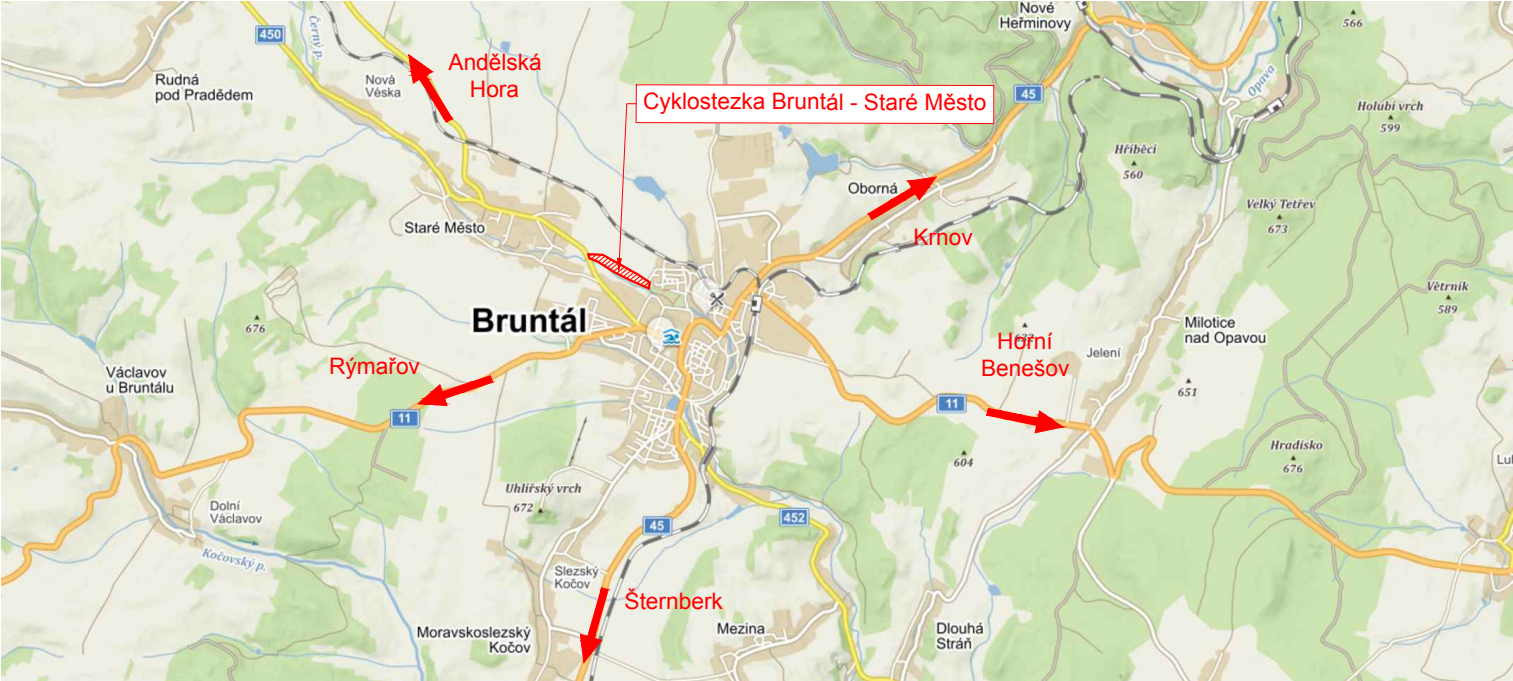 Nové
Heřminovy
566
450
Černý p.
Andělská
Hora
Rudná
pod Pradědem
Nová
Véska
45
Opava
Cyklostezka Bruntál - Staré Město
Holubí vrch
599
Hříběcí
560
Oborná
Velký Tetřev
673
Staré Město
Krnov
Větrník
589
Bruntál
676
Milotice
nad Opavou
Horní
Benešov
Jelení
Rýmařov
Václavov
u Bruntálu
651
11
11
Hradisko
676
604
Uhlířský vrch
672
Dolní
Václavov
45
452
Kočovský p.
Slezský
Kočov
Šternberk
Moravskoslezský
Kočov
Mezina
Dlouhá
Stráň